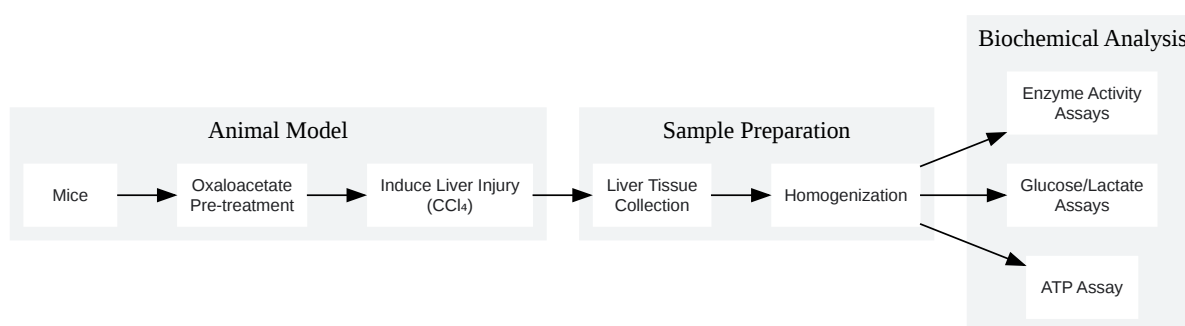 Animal Model
Mice
Oxaloacetate
Pre-treatment
Induce Liver Injury
(CCl₄)
Sample Preparation
Liver Tissue
Collection
Homogenization
Biochemical Analysis
Enzyme Activity
Assays
Glucose/Lactate
Assays
ATP Assay